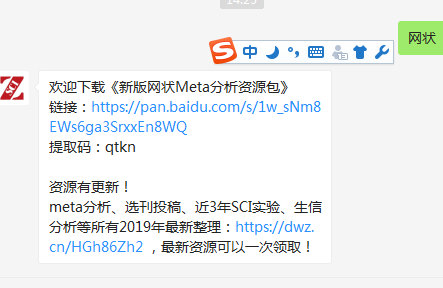 14:25
网状
中
欢迎下载《新版网状Meta分析资源包》
链接：https://pan.baidu.com/s/1w_sNm8
EWs6ga3SrxxEn8WQ
提取码：qtkn
资源有更新！
meta分析、选刊投稿、近3年SCI实验、生信
分析等所有2019年最新整理：https://dwz.
cn/HGh86Zh2 ，最新资源可以一次领取！